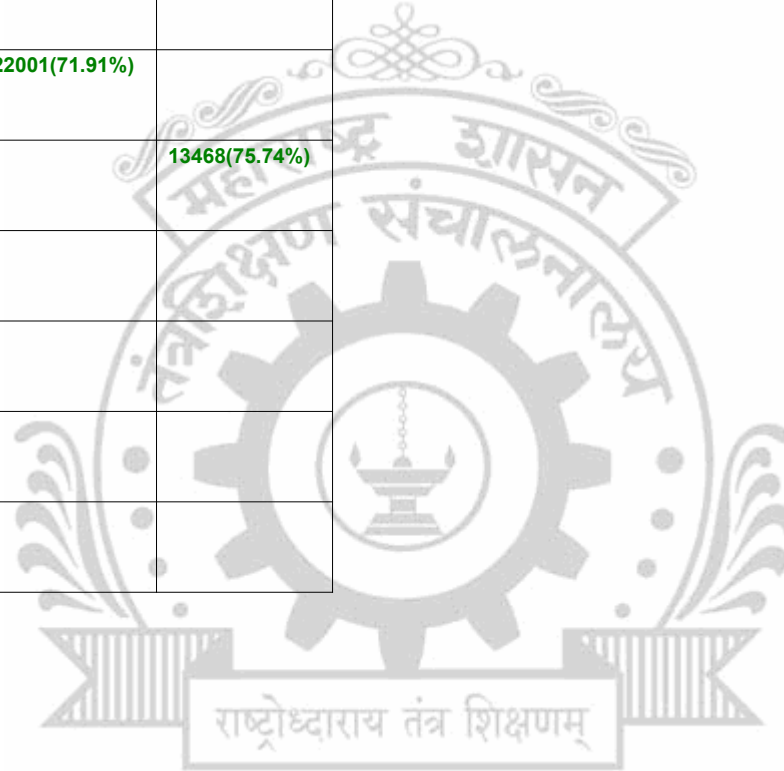 22001(71.91%)
13468(75.74%)
महाराष्ट्र शासन
तंत्रशिक्षण संचालनालय
राष्ट्रोध्दाराय तंत्र शिक्षणम्